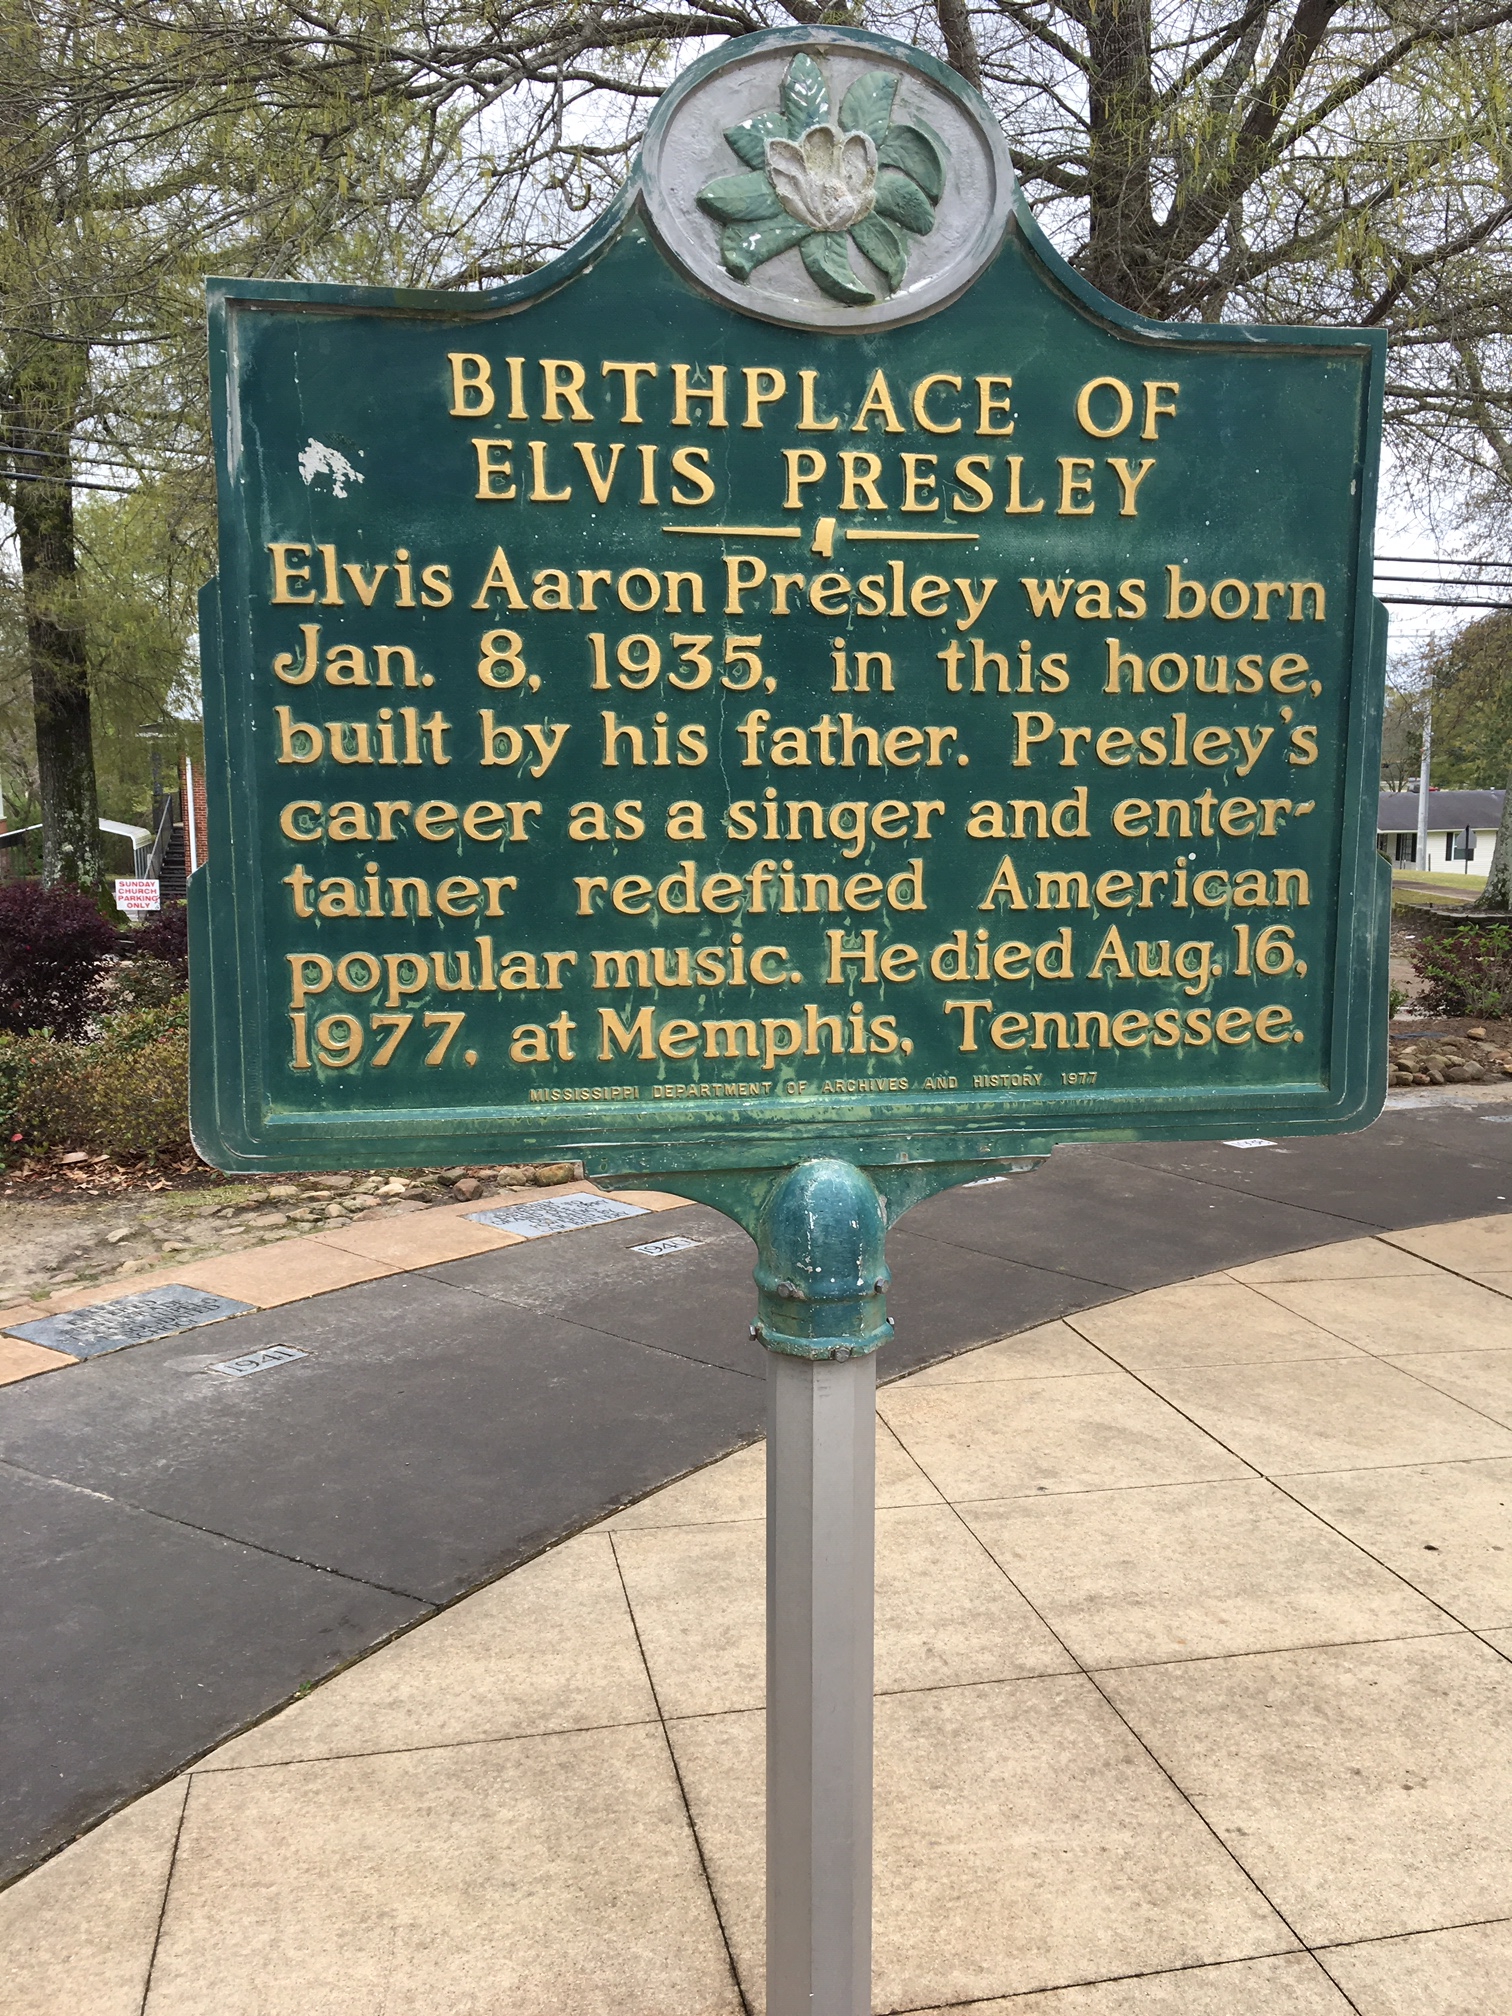 BIRTHPLACE OF
ELVIS PRESLEY
Elvis Aaron Presley was born
Jan. 8, 1935, in this house,
built by his father. Presley's
career as a singer and enter-
tainer redefined American
popular music. He died Aug. 16,
1977, at Memphis, Tennessee.
MISSISSIPPI DEPARTMENT OF ARCHIVES AND HISTORY 1977
SUNDAY
CHURCH
PARKING
ONLY
1940
1941